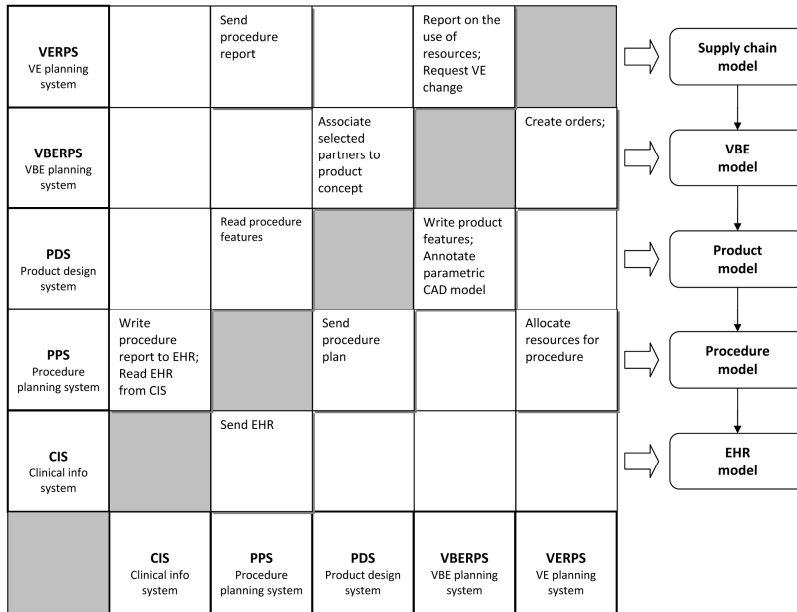 VERPS
VE planning
system
Send
procedure
report
Report on the
use of
resources;
Request VE
change
Supply chain
model
VBERPS
VBE planning
system
Associate
selected
partners to
product
concept
Create orders;
VBE
model
PDS
Product design
system
Read procedure
features
Write product
features;
Annotate
parametric
CAD model
Product
model
PPS
Procedure
planning system
Write
procedure
report to EHR;
Read EHR
from CIS
Send
procedure
plan
Allocate
resources for
procedure
Procedure
model
CIS
Clinical info
system
Send EHR
EHR
model
CIS
Clinical info
system
PPS
Procedure
planning system
PDS
Product design
system
VBERPS
VBE planning
system
VERPS
VE planning
system